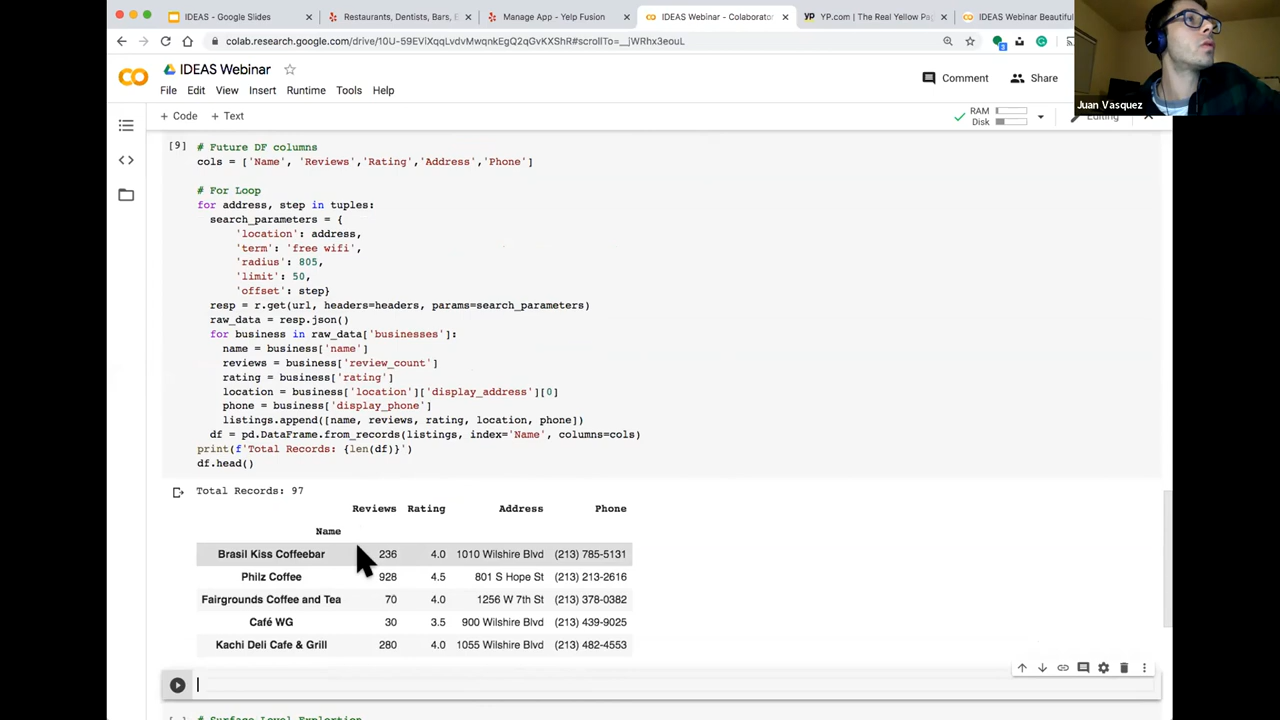 IDEAS - Google Slides
Restaurants, Dentists, Bars, E
Manage App - Yelp Fusion
IDEAS Webinar - Colaborator
YP.com | The Real Yellow Pa
IDEAS Webinar Beautiful
colab.research.google.com/drive/10U-59EViXqqLvdvMwqnkEgQ2qGvKXShR#scrollTo=__jWRhx3eouL
IDEAS Webinar
Comment
Share
Juan Vasquez
File Edit View Insert Runtime Tools Help
+ Code + Text
RAM
Disk
Editing
[9] # Future DF columns
cols = ['Name', 'Reviews','Rating','Address','Phone']
# For Loop
for address, step in tuples:
search_parameters = {
'location': address,
'term': 'free wifi',
'radius': 805,
'limit': 50,
'offset': step}
resp = r.get(url, headers=headers, params=search_parameters)
raw_data = resp.json()
for business in raw_data['businesses']:
name = business['name']
reviews = business['review_count']
rating = business['rating']
location = business['location']['display_address'][0]
phone = business['display_phone']
listings.append([name, reviews, rating, location, phone])
df = pd.DataFrame.from_records(listings, index='Name', columns=cols)
print(f'Total Records: {len(df)}')
df.head()
Total Records: 97
Reviews Rating Address Phone
Name
Brasil Kiss Coffeebar 236 4.0 1010 Wilshire Blvd (213) 785-5131
Philz Coffee 928 4.5 801 S Hope St (213) 213-2616
Fairgrounds Coffee and Tea 70 4.0 1256 W 7th St (213) 378-0382
Café WG 30 3.5 900 Wilshire Blvd (213) 439-9025
Kachi Deli Cafe & Grill 280 4.0 1055 Wilshire Blvd (213) 482-4553
[ ] # Surface Level Explortion